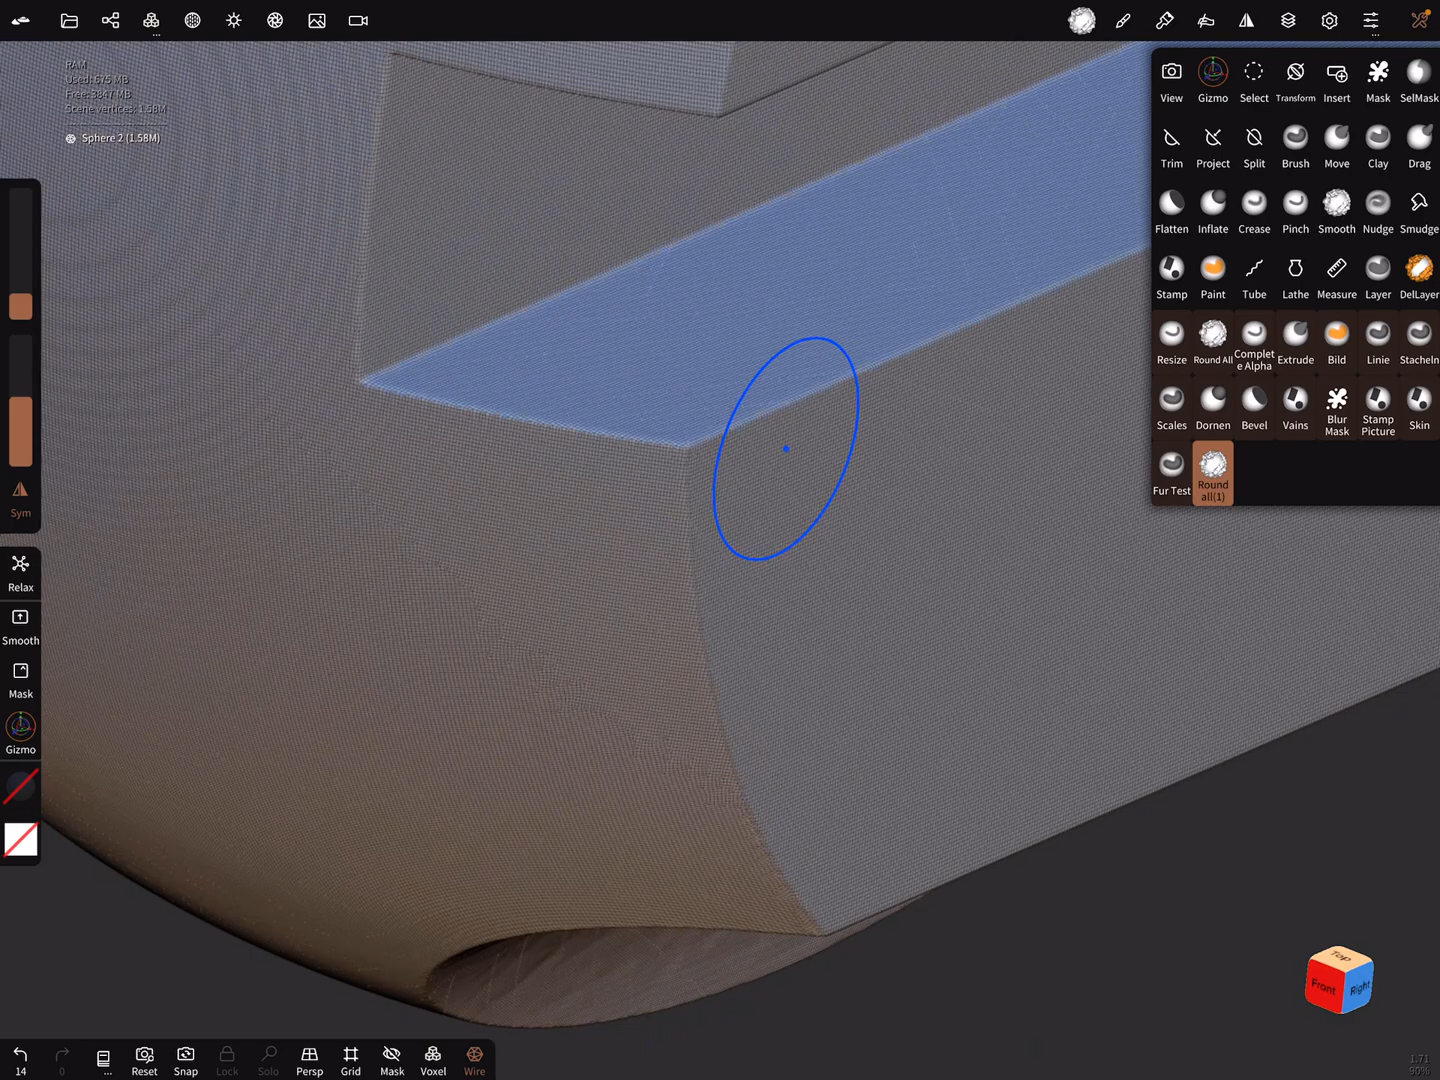 RAM
Used: 675 MB
Free: 3847 MB
Scene vertices: 1.58M
Sphere 2 (1.58M)
View Gizmo Select Transform Insert Mask SelMask
Trim Project Split Brush Move Clay Drag
Flatten Inflate Crease Pinch Smooth Nudge Smudge
Stamp Paint Tube Lathe Measure Layer DelLayer
Resize Round All Complet
e Alpha Extrude Bild Linie Stacheln
Scales Dornen Bevel Vains Blur
Mask Stamp
Picture Skin
Fur Test Round
all(1)
Sym
Relax
Smooth
Mask
Gizmo
Top
Front Right
14 0 ... Reset Snap Lock Solo Persp Grid Mask Voxel Wire
1.71
90%